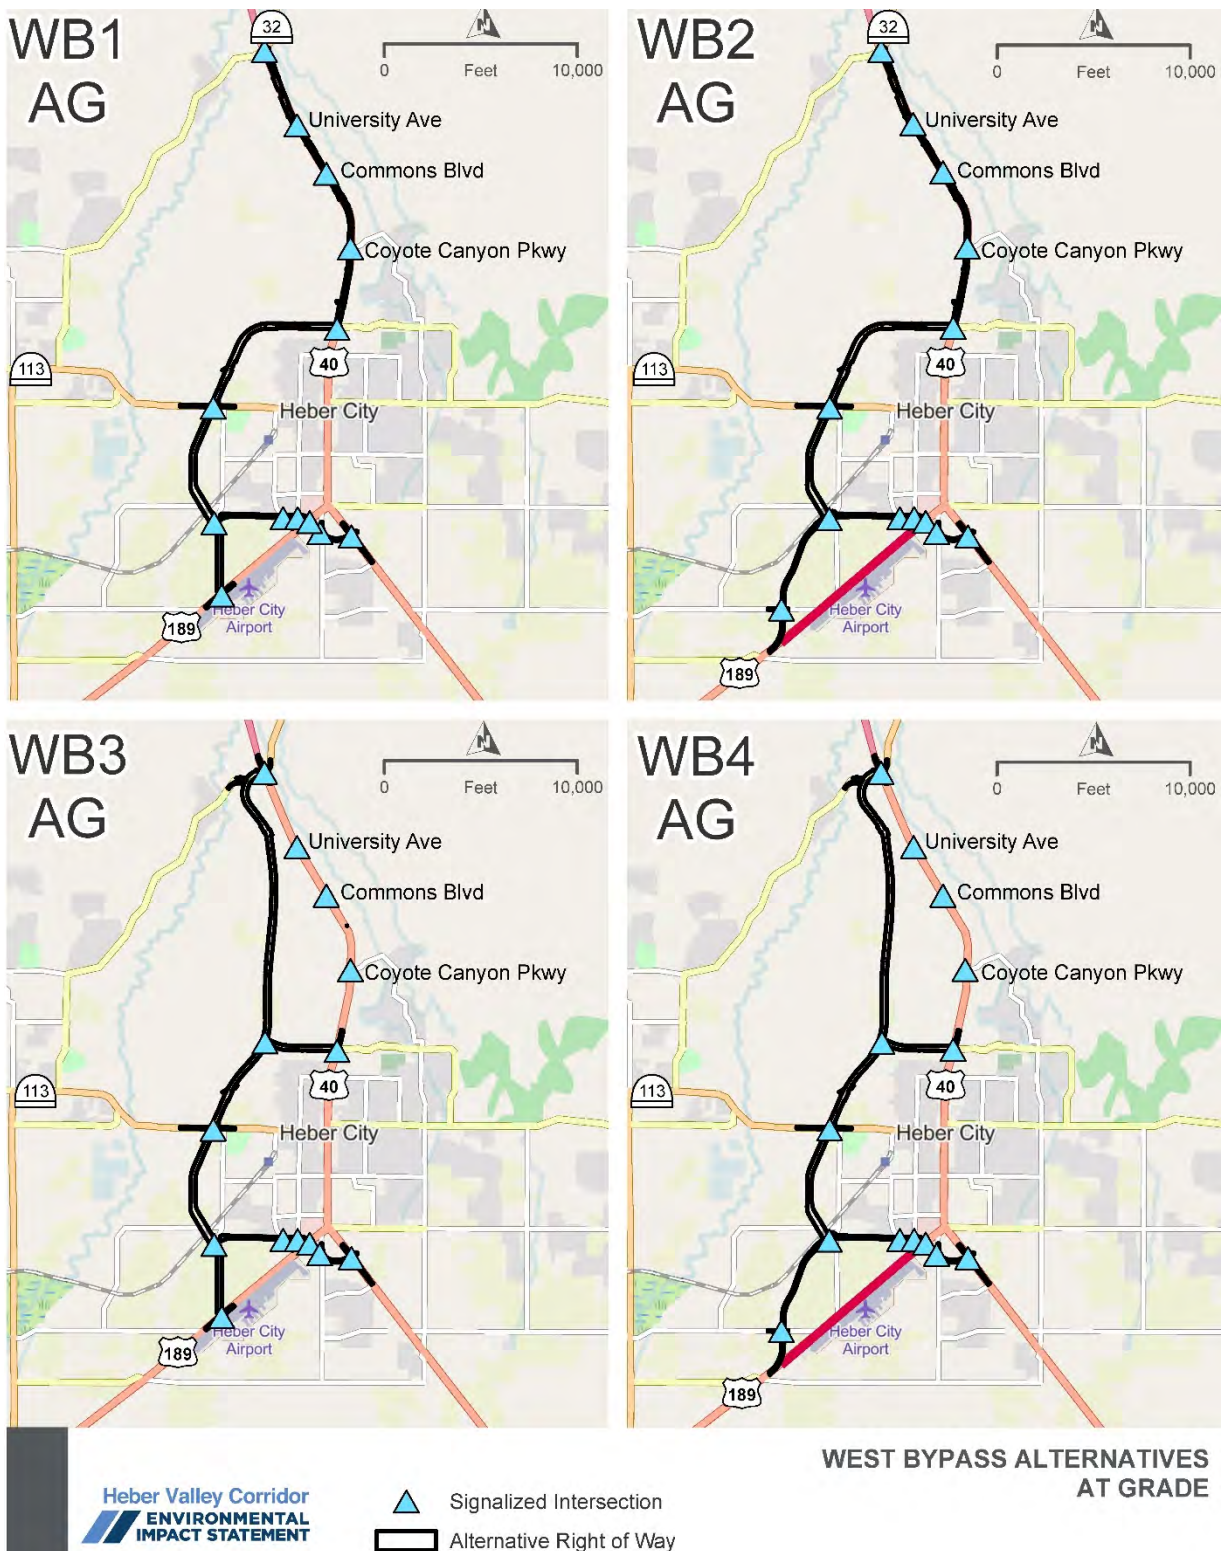 WB1
AG
32
N
0 Feet 10,000
University Ave
Commons Blvd
Coyote Canyon Pkwy
40
113
Heber City
Heber City
Airport
189
WB2
AG
32
N
0 Feet 10,000
University Ave
Commons Blvd
Coyote Canyon Pkwy
40
113
Heber City
Heber City
Airport
189
WB3
AG
N
0 Feet 10,000
University Ave
Commons Blvd
Coyote Canyon Pkwy
40
113
Heber City
Heber City
Airport
189
WB4
AG
N
0 Feet 10,000
University Ave
Commons Blvd
Coyote Canyon Pkwy
40
113
Heber City
Heber City
Airport
189
WEST BYPASS ALTERNATIVES
AT GRADE
Heber Valley Corridor
ENVIRONMENTAL
IMPACT STATEMENT
Signalized Intersection
Alternative Right of Way